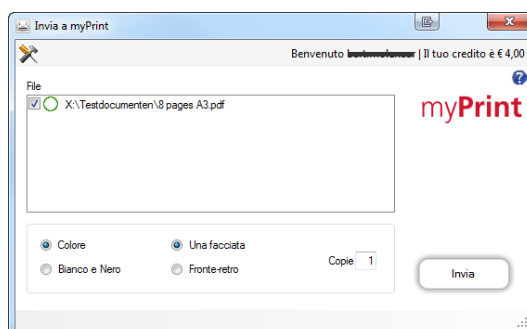 Invia a myPrint
Benvenuto | Il tuo credito è € 4,00
File
X:\Testdocumenten\8 pages A3.pdf
myPrint
Colore
Una facciata
Bianco e Nero
Fronte-retro
Copie 1
Invia